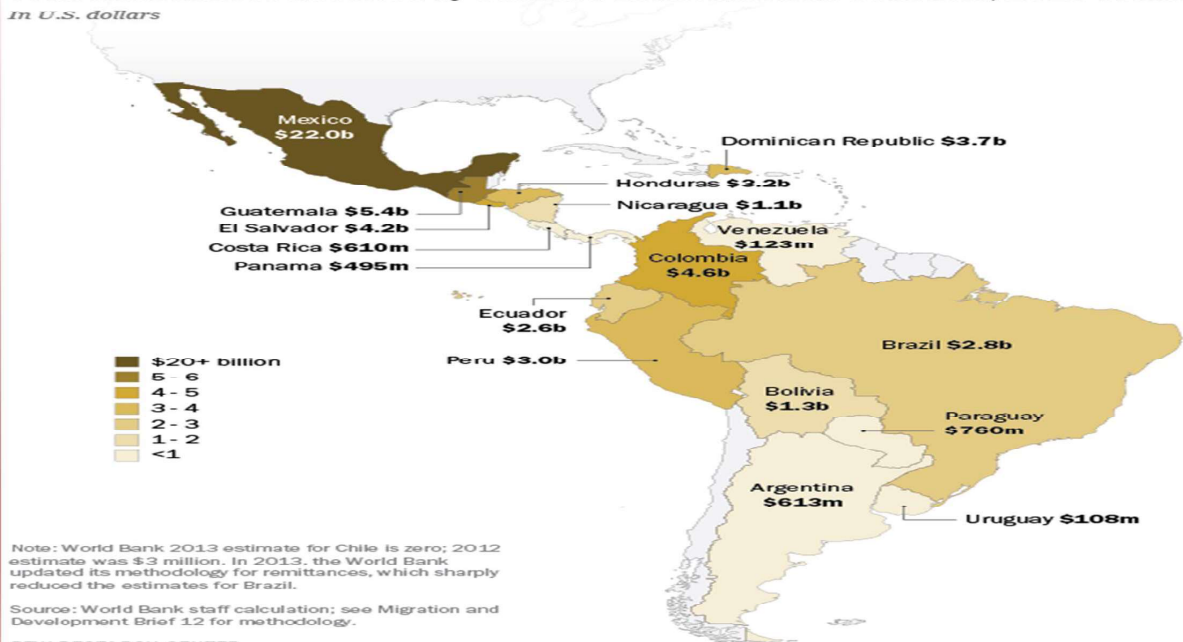 In U.S. dollars
Mexico
$22.0b
Dominican Republic $3.7b
Honduras $3.2b
Nicaragua $1.1b
Guatemala $5.4b
El Salvador $4.2b
Costa Rica $610m
Panama $495m
Venezuela
$123m
Colombia
$4.6b
Ecuador
$2.6b
Peru $3.0b
Brazil $2.8b
Bolivia
$1.3b
Paraguay
$760m
Argentina
$613m
Uruguay $108m
$20+ billion
5 - 6
4 - 5
3 - 4
2 - 3
1 - 2
<1
Note: World Bank 2013 estimate for Chile is zero; 2012
estimate was $3 million. In 2013. the World Bank
updated its methodology for remittances, which sharply
reduced the estimates for Brazil.
Source: World Bank staff calculation; see Migration and
Development Brief 12 for methodology.